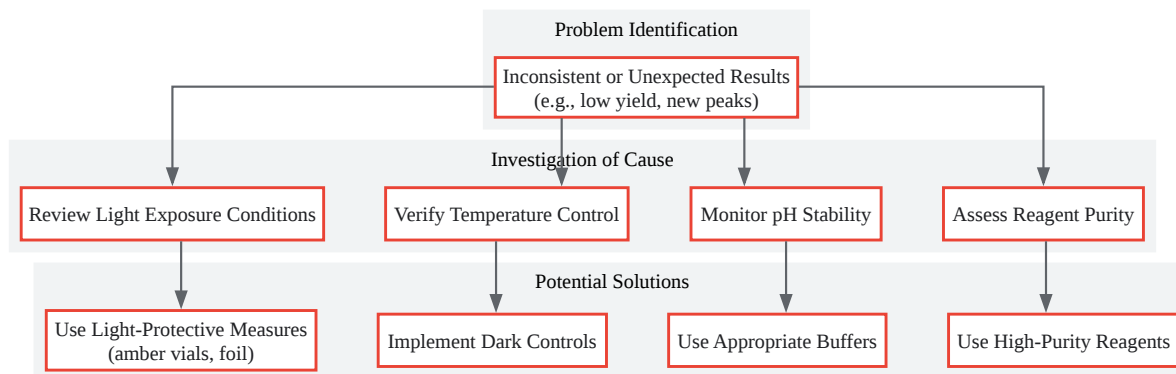 Problem Identification
Inconsistent or Unexpected Results
(e.g., low yield, new peaks)
Investigation of Cause
Review Light Exposure Conditions
Verify Temperature Control
Monitor pH Stability
Assess Reagent Purity
Potential Solutions
Use Light-Protective Measures
(amber vials, foil)
Implement Dark Controls
Use Appropriate Buffers
Use High-Purity Reagents